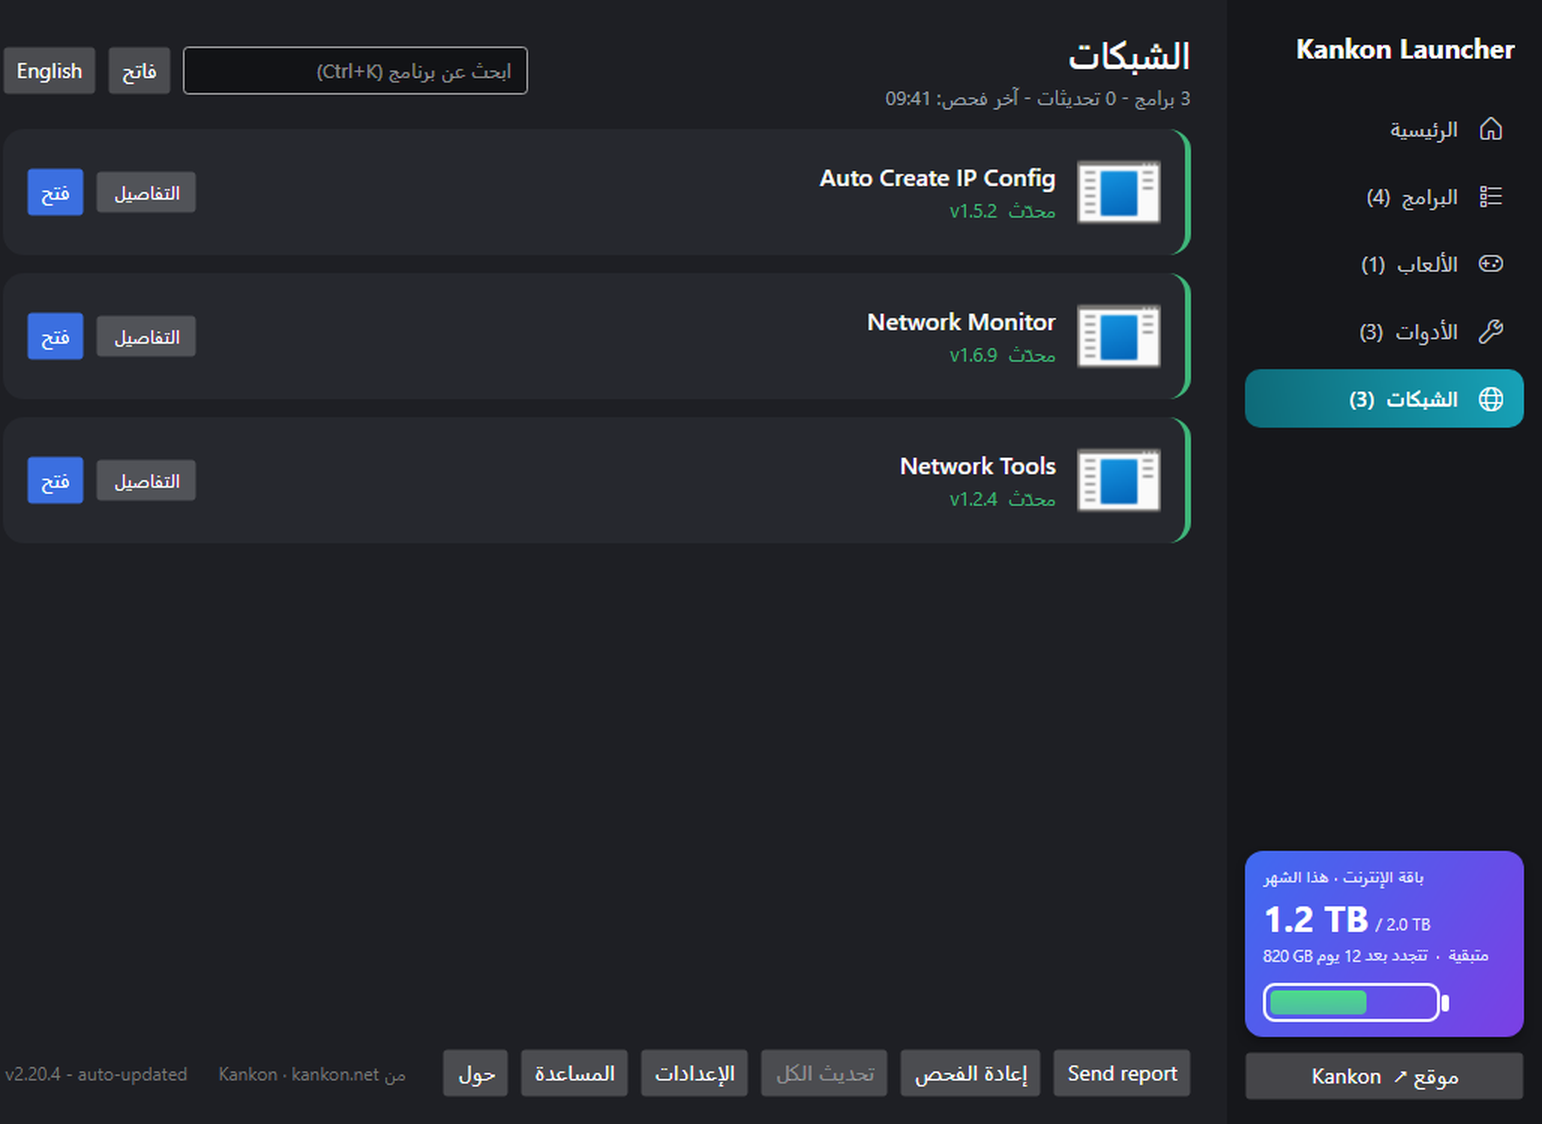 Kankon Launcher
الرئيسية
البرامج (4)
الألعاب (1)
الأدوات (3)
الشبكات (3)
باقة الإنترنت · هذا الشهر
1.2 TB / 2.0 TB
820 GB متبقية · تتجدد بعد 12 يوم
موقع Kankon ↗
الشبكات
3 برامج - 0 تحديثات - آخر فحص: 09:41
ابحث عن برنامج (Ctrl+K)
فاتح
English
Auto Create IP Config
محدّث v1.5.2
التفاصيل
فتح
Network Monitor
محدّث v1.6.9
التفاصيل
فتح
Network Tools
محدّث v1.2.4
التفاصيل
فتح
Send report
إعادة الفحص
تحديث الكل
الإعدادات
المساعدة
حول
من Kankon · kankon.net
v2.20.4 - auto-updated